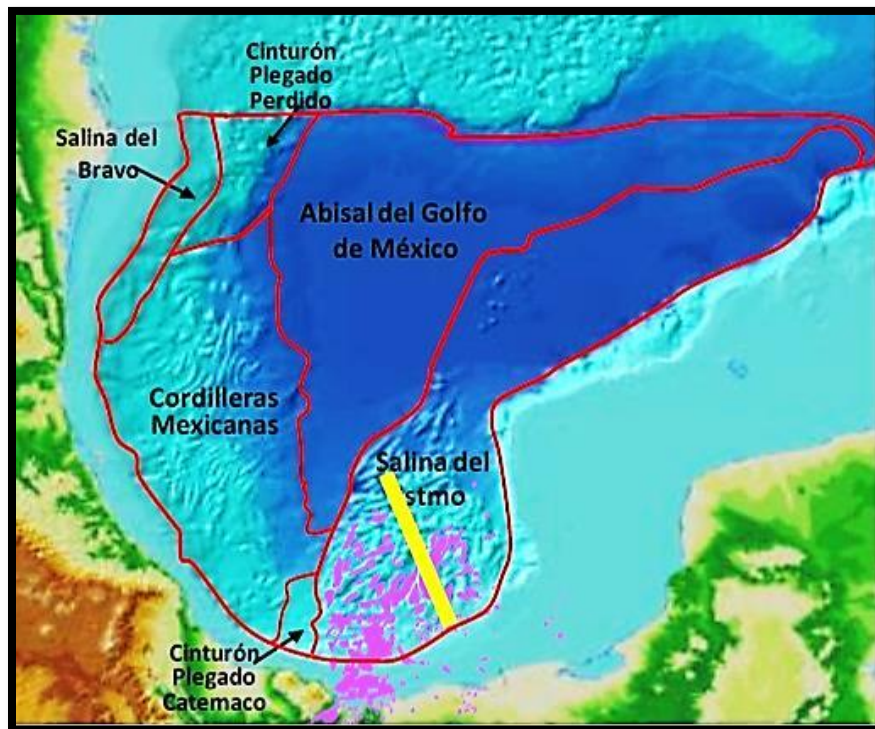 Cinturón
Plegado
Perdido
Salina del
Bravo
Abisal del Golfo
de México
Cordilleras
Mexicanas
Salina del
stmo
Cinturón
Plegado
Catemaco